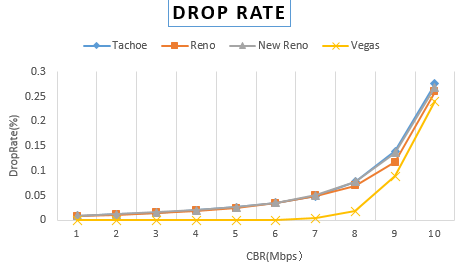 DROP RATE
Tachoe Reno New Reno Vegas
0.3
0.25
0.2
0.15
0.1
0.05
0
DropRate(%)
1 2 3 4 5 6 7 8 9 10
CBR(Mbps）